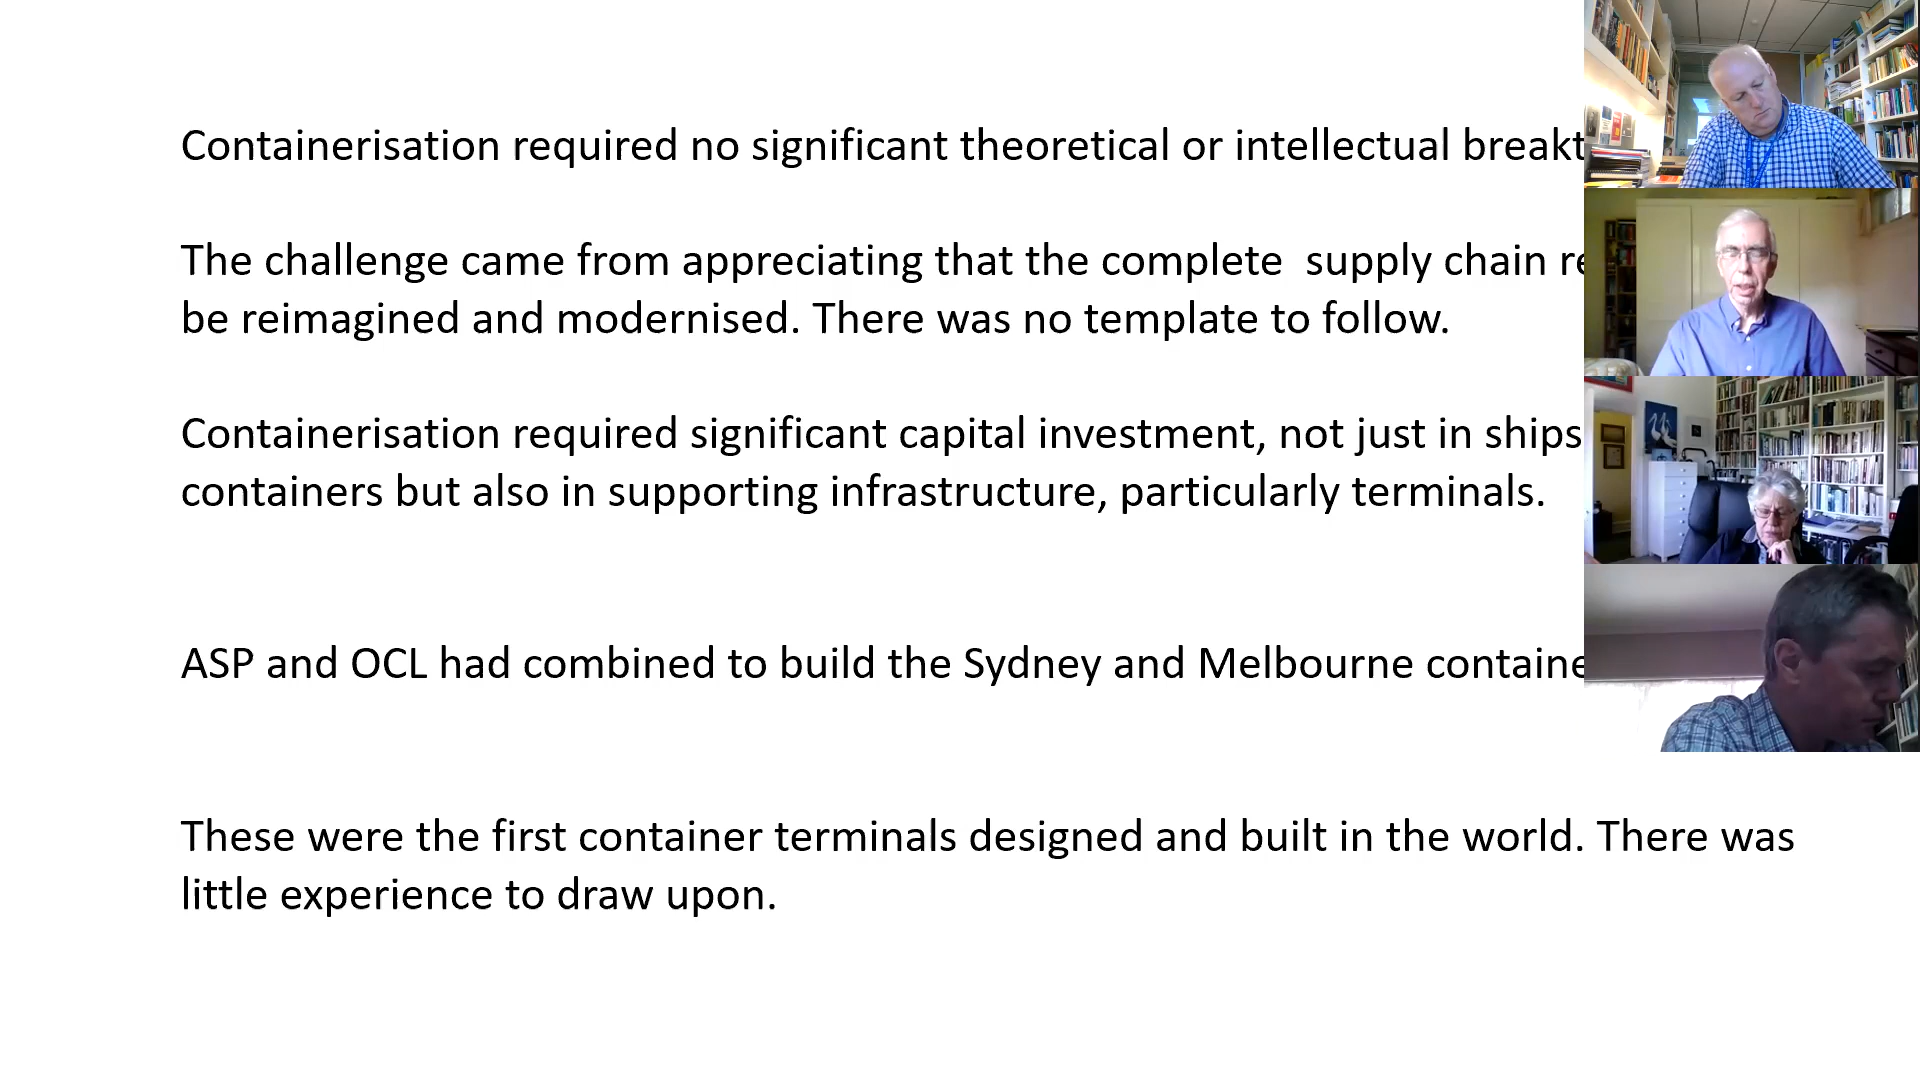 Containerisation required no significant theoretical or intellectual breakt
The challenge came from appreciating that the complete  supply chain re
be reimagined and modernised. There was no template to follow.
Containerisation required significant capital investment, not just in ships
containers but also in supporting infrastructure, particularly terminals.
ASP and OCL had combined to build the Sydney and Melbourne containe
These were the first container terminals designed and built in the world. There was
little experience to draw upon.